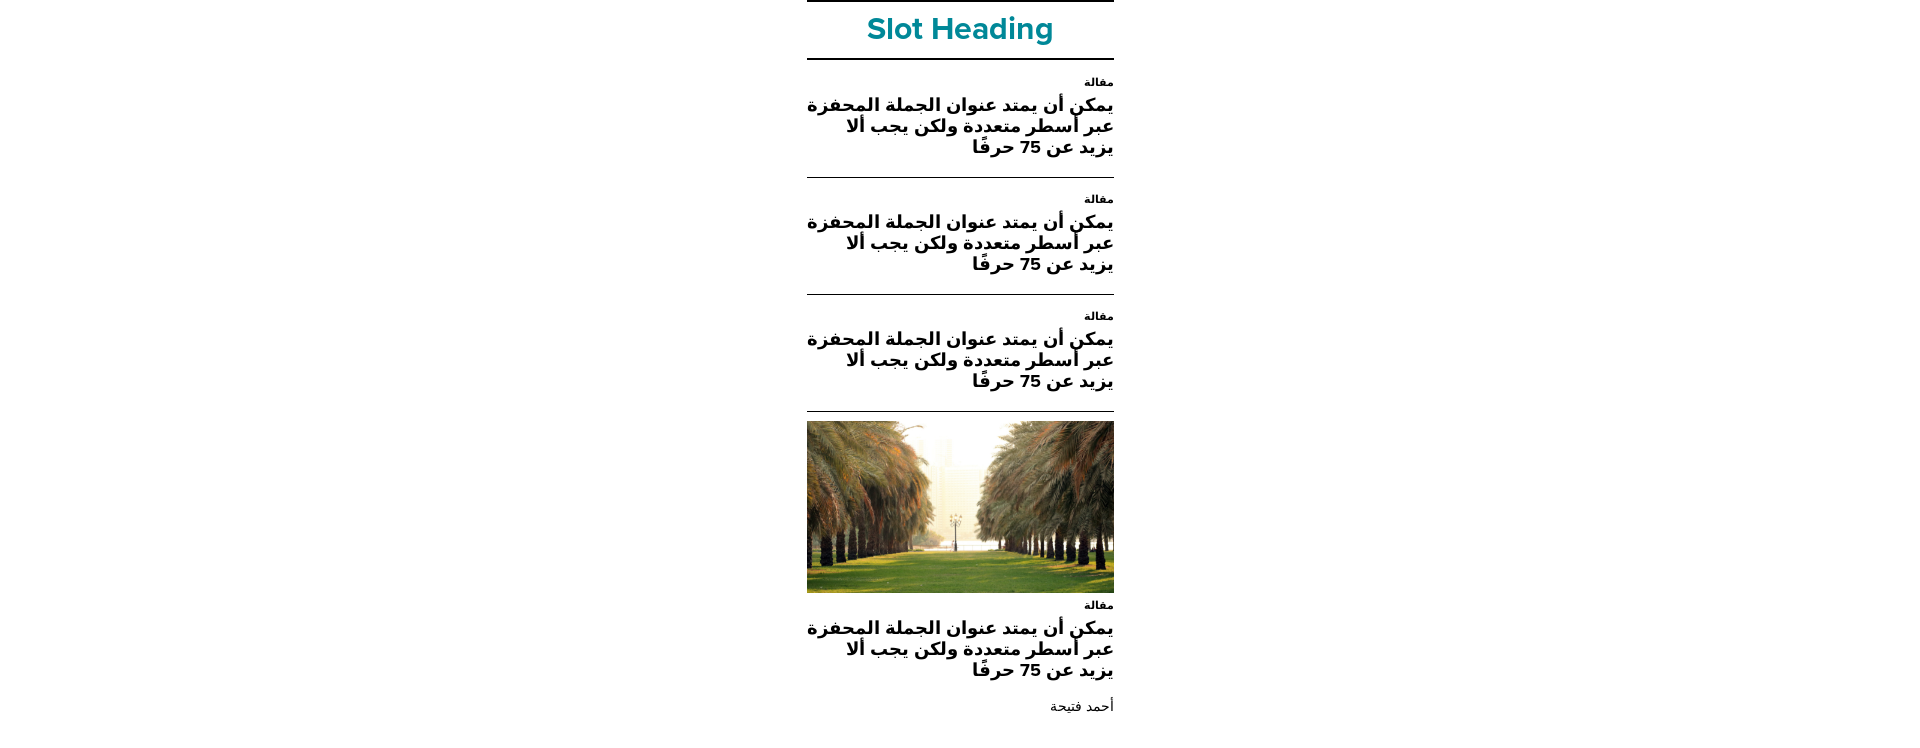 Slot Heading
مقالة
يمكن أن يمتد عنوان الجملة المحفزة
عبر أسطر متعددة ولكن يجب ألا
يزيد عن 75 حرفًا
مقالة
يمكن أن يمتد عنوان الجملة المحفزة
عبر أسطر متعددة ولكن يجب ألا
يزيد عن 75 حرفًا
مقالة
يمكن أن يمتد عنوان الجملة المحفزة
عبر أسطر متعددة ولكن يجب ألا
يزيد عن 75 حرفًا
مقالة
يمكن أن يمتد عنوان الجملة المحفزة
عبر أسطر متعددة ولكن يجب ألا
يزيد عن 75 حرفًا
أحمد فتيحة